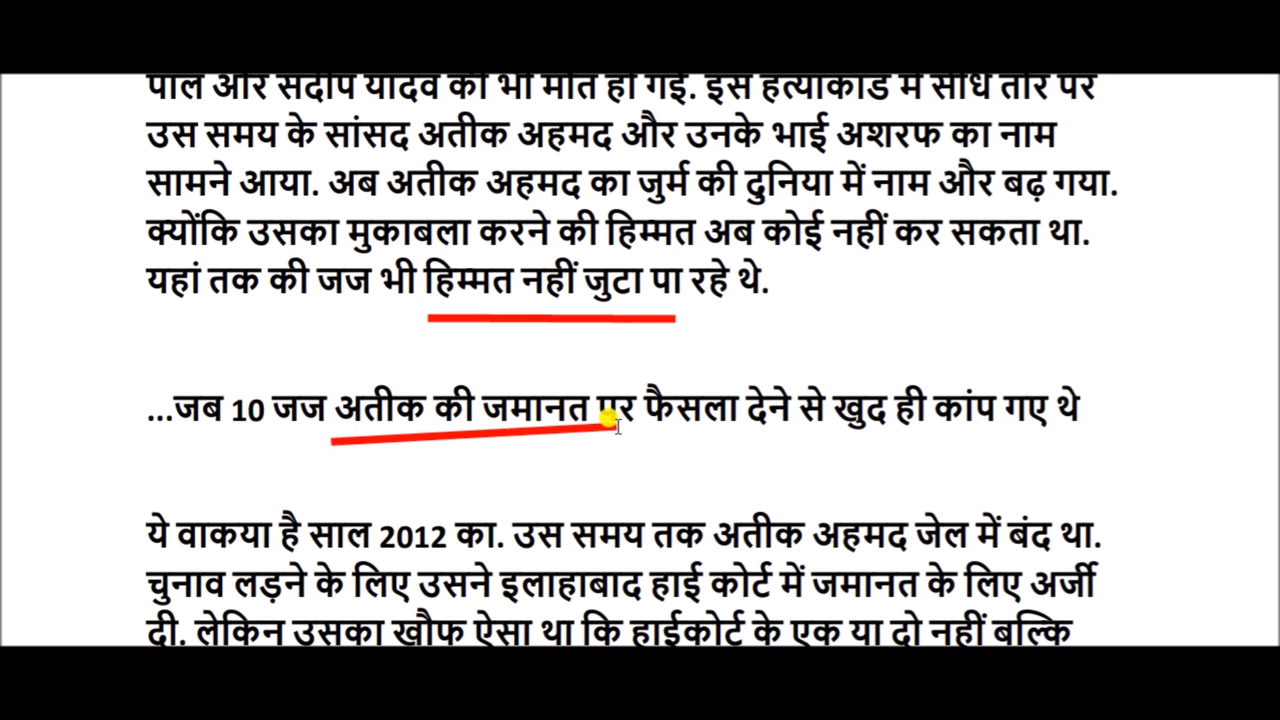 पाल और संदीप यादव की भी मौत हो गई. इस हत्याकांड में सीधे तौर पर
उस समय के सांसद अतीक अहमद और उनके भाई अशरफ का नाम
सामने आया. अब अतीक अहमद का जुर्म की दुनिया में नाम और बढ़ गया.
क्योंकि उसका मुकाबला करने की हिम्मत अब कोई नहीं कर सकता था.
यहां तक की जज भी हिम्मत नहीं जुटा पा रहे थे.
...जब 10 जज अतीक की जमानत पर फैसला देने से खुद ही कांप गए थे
ये वाकया है साल 2012 का. उस समय तक अतीक अहमद जेल में बंद था.
चुनाव लड़ने के लिए उसने इलाहाबाद हाई कोर्ट में जमानत के लिए अर्जी
दी. लेकिन उसका खौफ ऐसा था कि हाईकोर्ट के एक या दो नहीं बल्कि